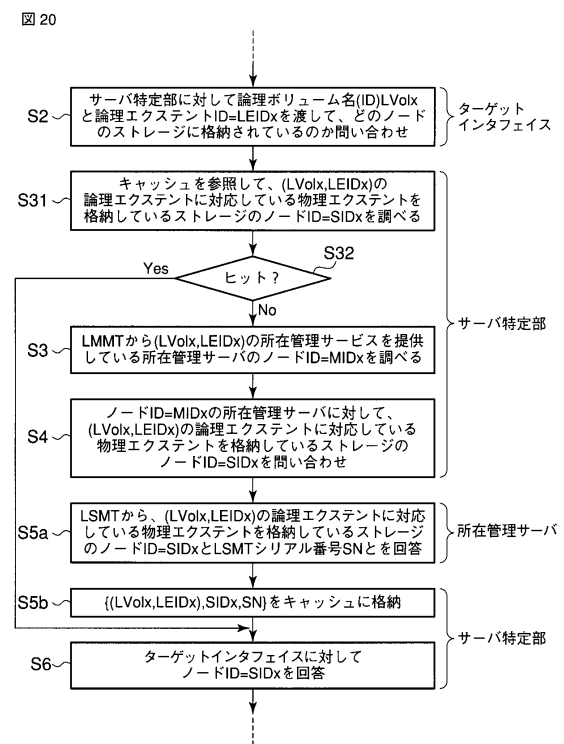 図 20
S2
サーバ特定部に対して論理ボリューム名(ID)LVolx
と論理エクステントID=LEIDxを渡して、どのノード
のストレージに格納されているのか問い合わせ
ターゲット
インタフェイス
S31
キャッシュを参照して、(LVolx,LEIDx)の
論理エクステントに対応している物理エクステントを
格納しているストレージのノードID=SIDxを調べる
S32
Yes
ヒット？
No
S3
LMMTから(LVolx,LEIDx)の所在管理サービスを提供
している所在管理サーバのノードID=MIDxを調べる
サーバ特定部
S4
ノードID=MIDxの所在管理サーバに対して、
(LVolx,LEIDx)の論理エクステントに対応している
物理エクステントを格納しているストレージの
ノードID=SIDxを問い合わせ
S5a
LSMTから、(LVolx,LEIDx)の論理エクステントに対応
している物理エクステントを格納しているストレージ
のノードID=SIDxとLSMTシリアル番号SNとを回答
所在管理サーバ
S5b
{(LVolx,LEIDx),SIDx,SN}をキャッシュに格納
サーバ特定部
S6
ターゲットインタフェイスに対して
ノードID=SIDxを回答